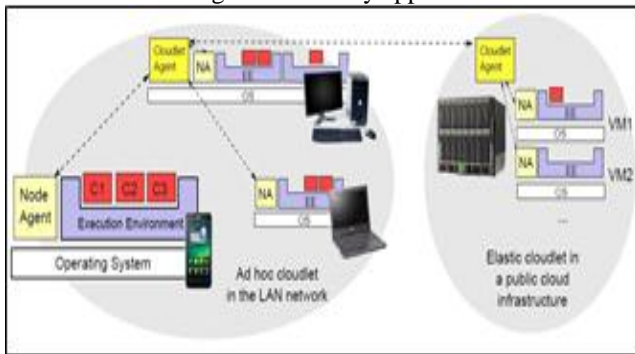 Cloudlet
Agent
NA
OS
Cloudlet
Agent
NA
OS
VM1
NA
OS
VM2
...
Node
Agent
C1
C2
C3
Execution Environment
Operating System
NA
OS
Ad hoc cloudlet
in the LAN network
Elastic cloudlet in
a public cloud
infrastructure